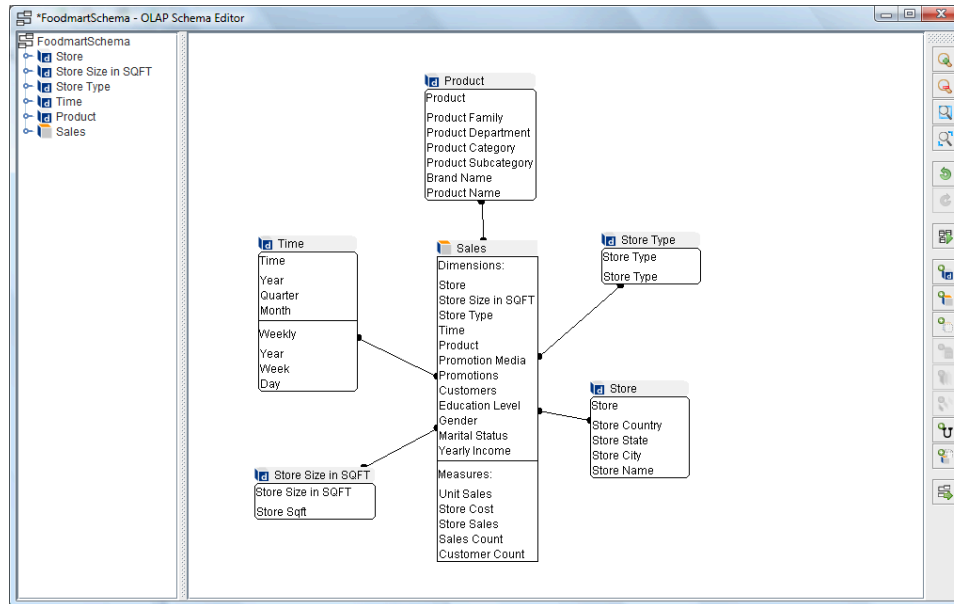 *FoodmartSchema - OLAP Schema Editor
FoodmartSchema
Store
Store Size in SQFT
Store Type
Time
Product
Sales
Product
Product
Product Family
Product Department
Product Category
Product Subcategory
Brand Name
Product Name
Time
Time
Year
Quarter
Month
Weekly
Year
Week
Day
Sales
Dimensions:
Store
Store Size in SQFT
Store Type
Time
Product
Promotion Media
Promotions
Customers
Education Level
Gender
Marital Status
Yearly Income
Measures:
Unit Sales
Store Cost
Store Sales
Sales Count
Customer Count
Store Type
Store Type
Store Type
Store
Store
Store Country
Store State
Store City
Store Name
Store Size in SQFT
Store Size in SQFT
Store Sqft